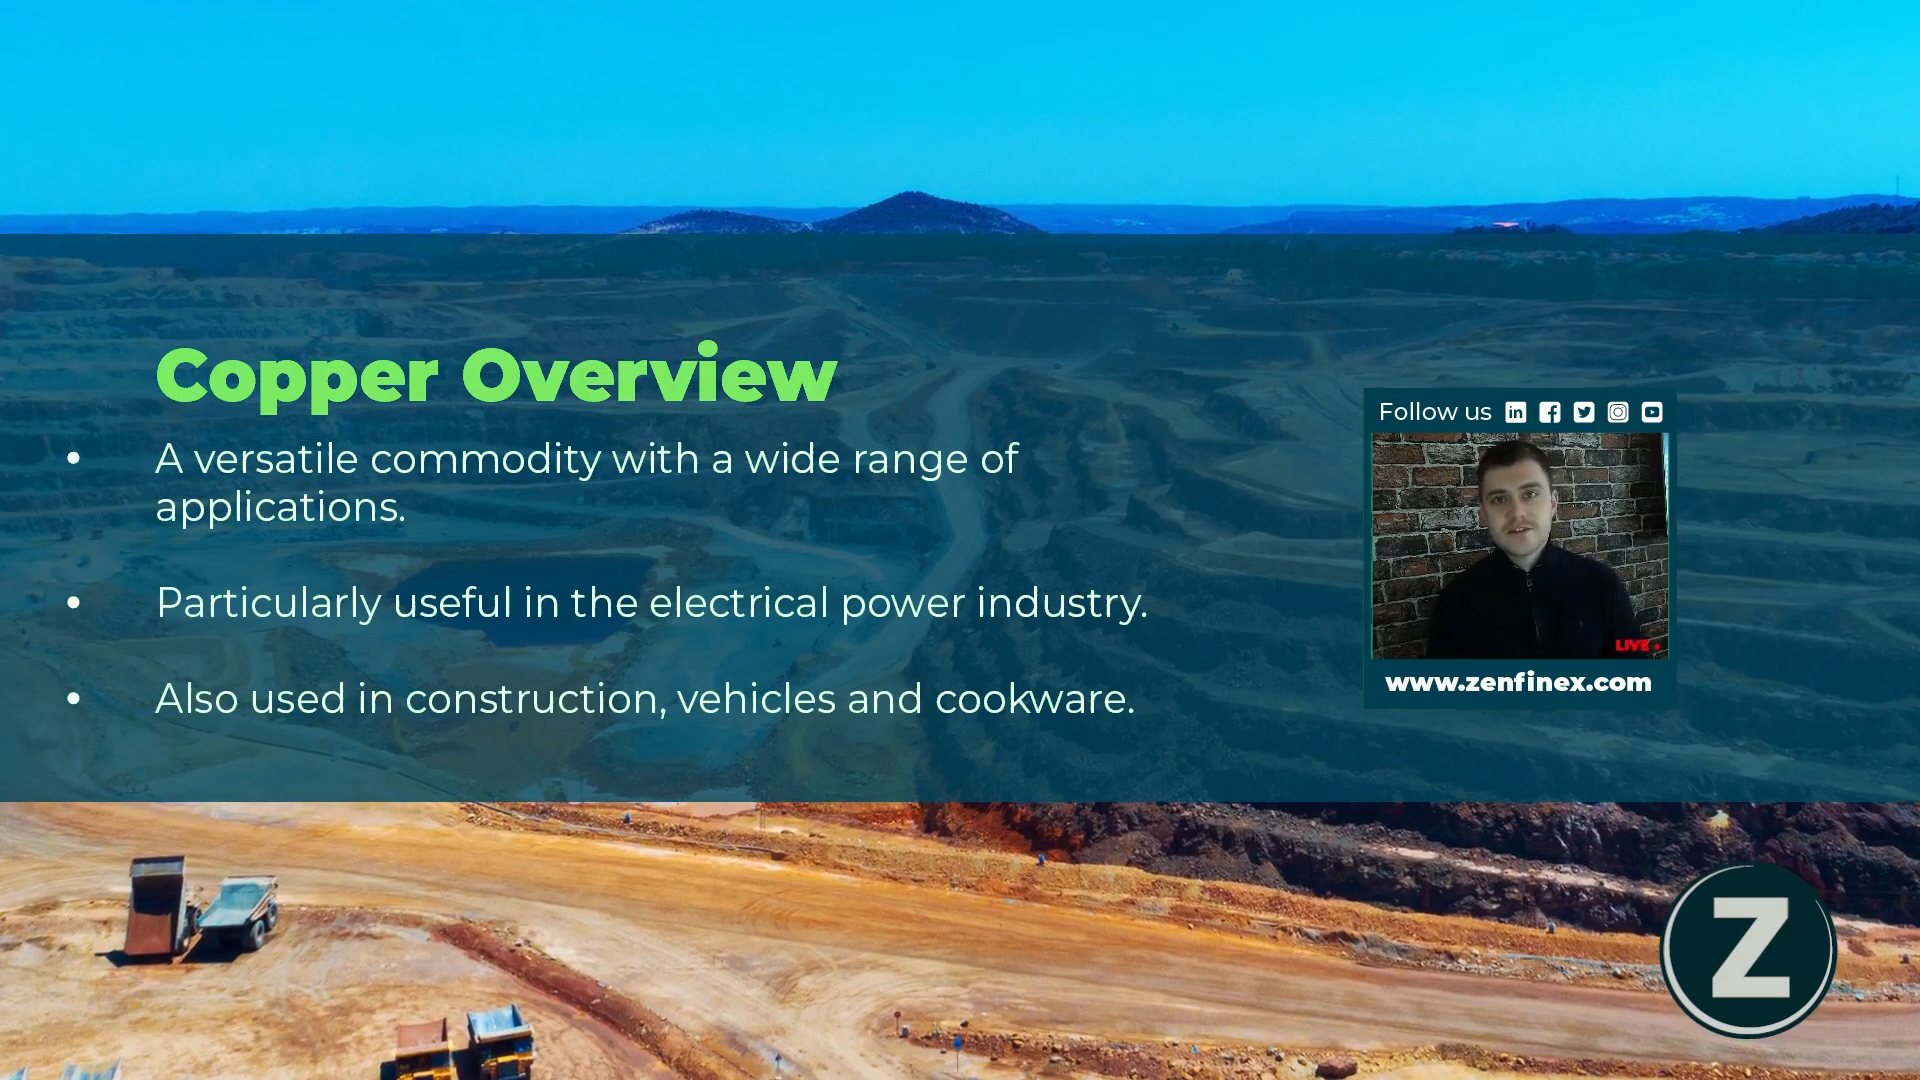 Copper Overview
• A versatile commodity with a wide range of
applications.
• Particularly useful in the electrical power industry.
• Also used in construction, vehicles and cookware.
Follow us
LIVE
www.zenfinex.com
Z